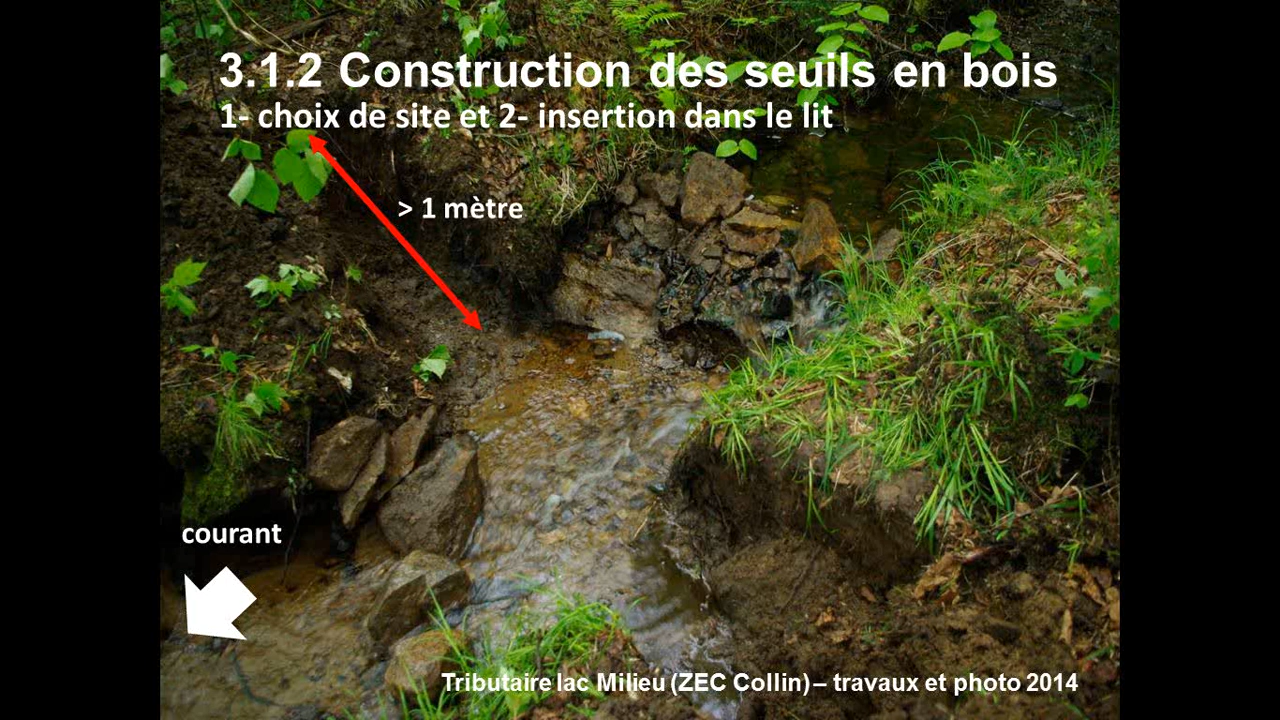 3.1.2 Construction des seuils en bois
1- choix de site et 2- insertion dans le lit
> 1 mètre
courant
Tributaire lac Milieu (ZEC Collin) – travaux et photo 2014